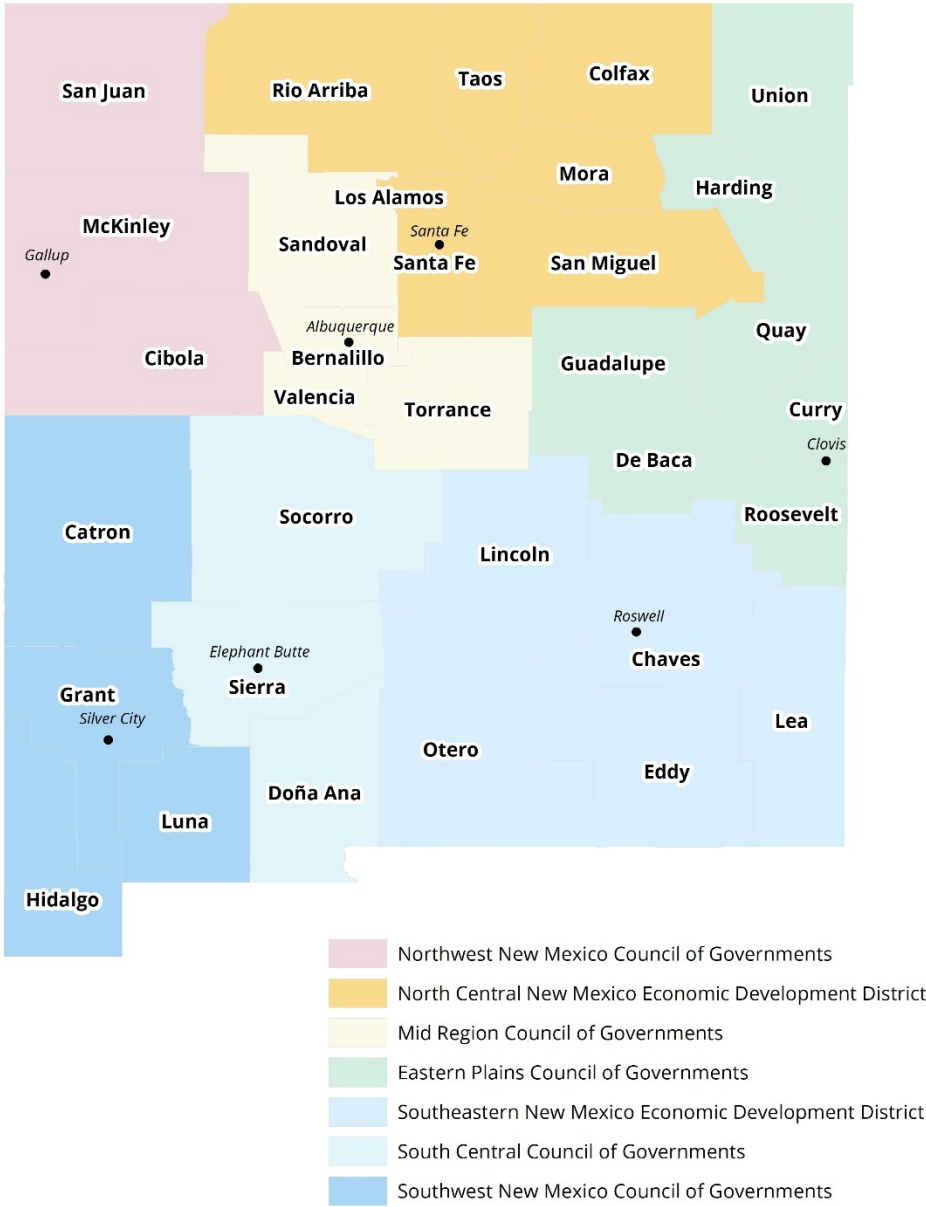 San Juan
Rio Arriba
Taos
Colfax
Union
Mora
Harding
Los Alamos
McKinley
Sandoval
Santa Fe
Santa Fe
San Miguel
Gallup
Albuquerque
Bernalillo
Quay
Cibola
Guadalupe
Valencia
Torrance
Curry
Clovis
De Baca
Roosevelt
Catron
Socorro
Lincoln
Roswell
Chaves
Elephant Butte
Sierra
Grant
Silver City
Lea
Otero
Eddy
Doña Ana
Luna
Hidalgo
Northwest New Mexico Council of Governments
North Central New Mexico Economic Development District
Mid Region Council of Governments
Eastern Plains Council of Governments
Southeastern New Mexico Economic Development District
South Central Council of Governments
Southwest New Mexico Council of Governments